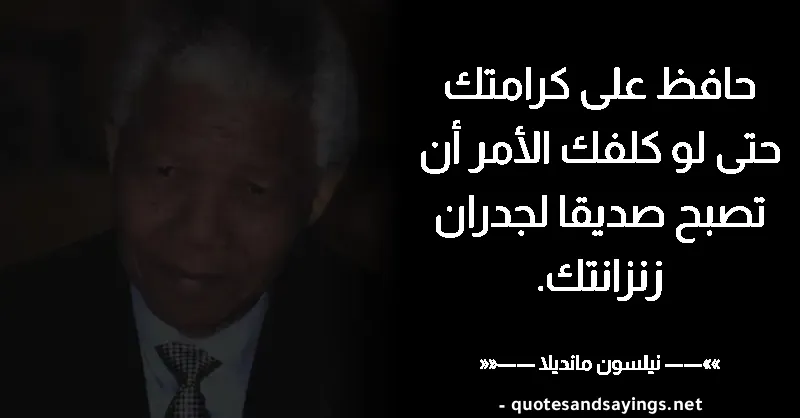 حافظ على كرامتك
حتى لو كلفك الأمر أن
تصبح صديقا لجدران
زنزانتك.
»»—— نيلسون مانديلا ——««
- quotesandsayings.net